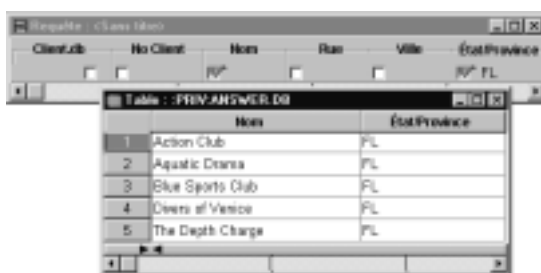 Requête : <Sans titre>
Client.db No Client Nom Rue Ville État/Province
FL
Table : :PRIV:ANSWER.DB
Nom État/Province
1 Action Club FL
2 Aquatic Drama FL
3 Blue Sports Club FL
4 Divers of Venice FL
5 The Depth Charge FL